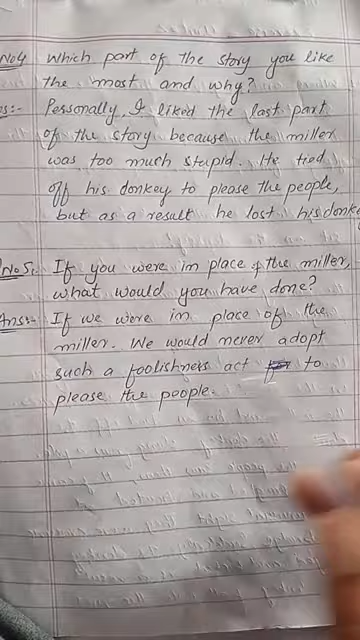 No4 Which part of the story you like
the most and why?
s:- Personally, I liked the last part
of the story because the miller
was too much stupid. He tied
off his donkey to please the people,
but as a result he lost his donke
No5. If you were in place of the miller,
what would you have done?
Ans:- If we were in place of the
miller. We would never adopt
such a foolishness act to
please the people.